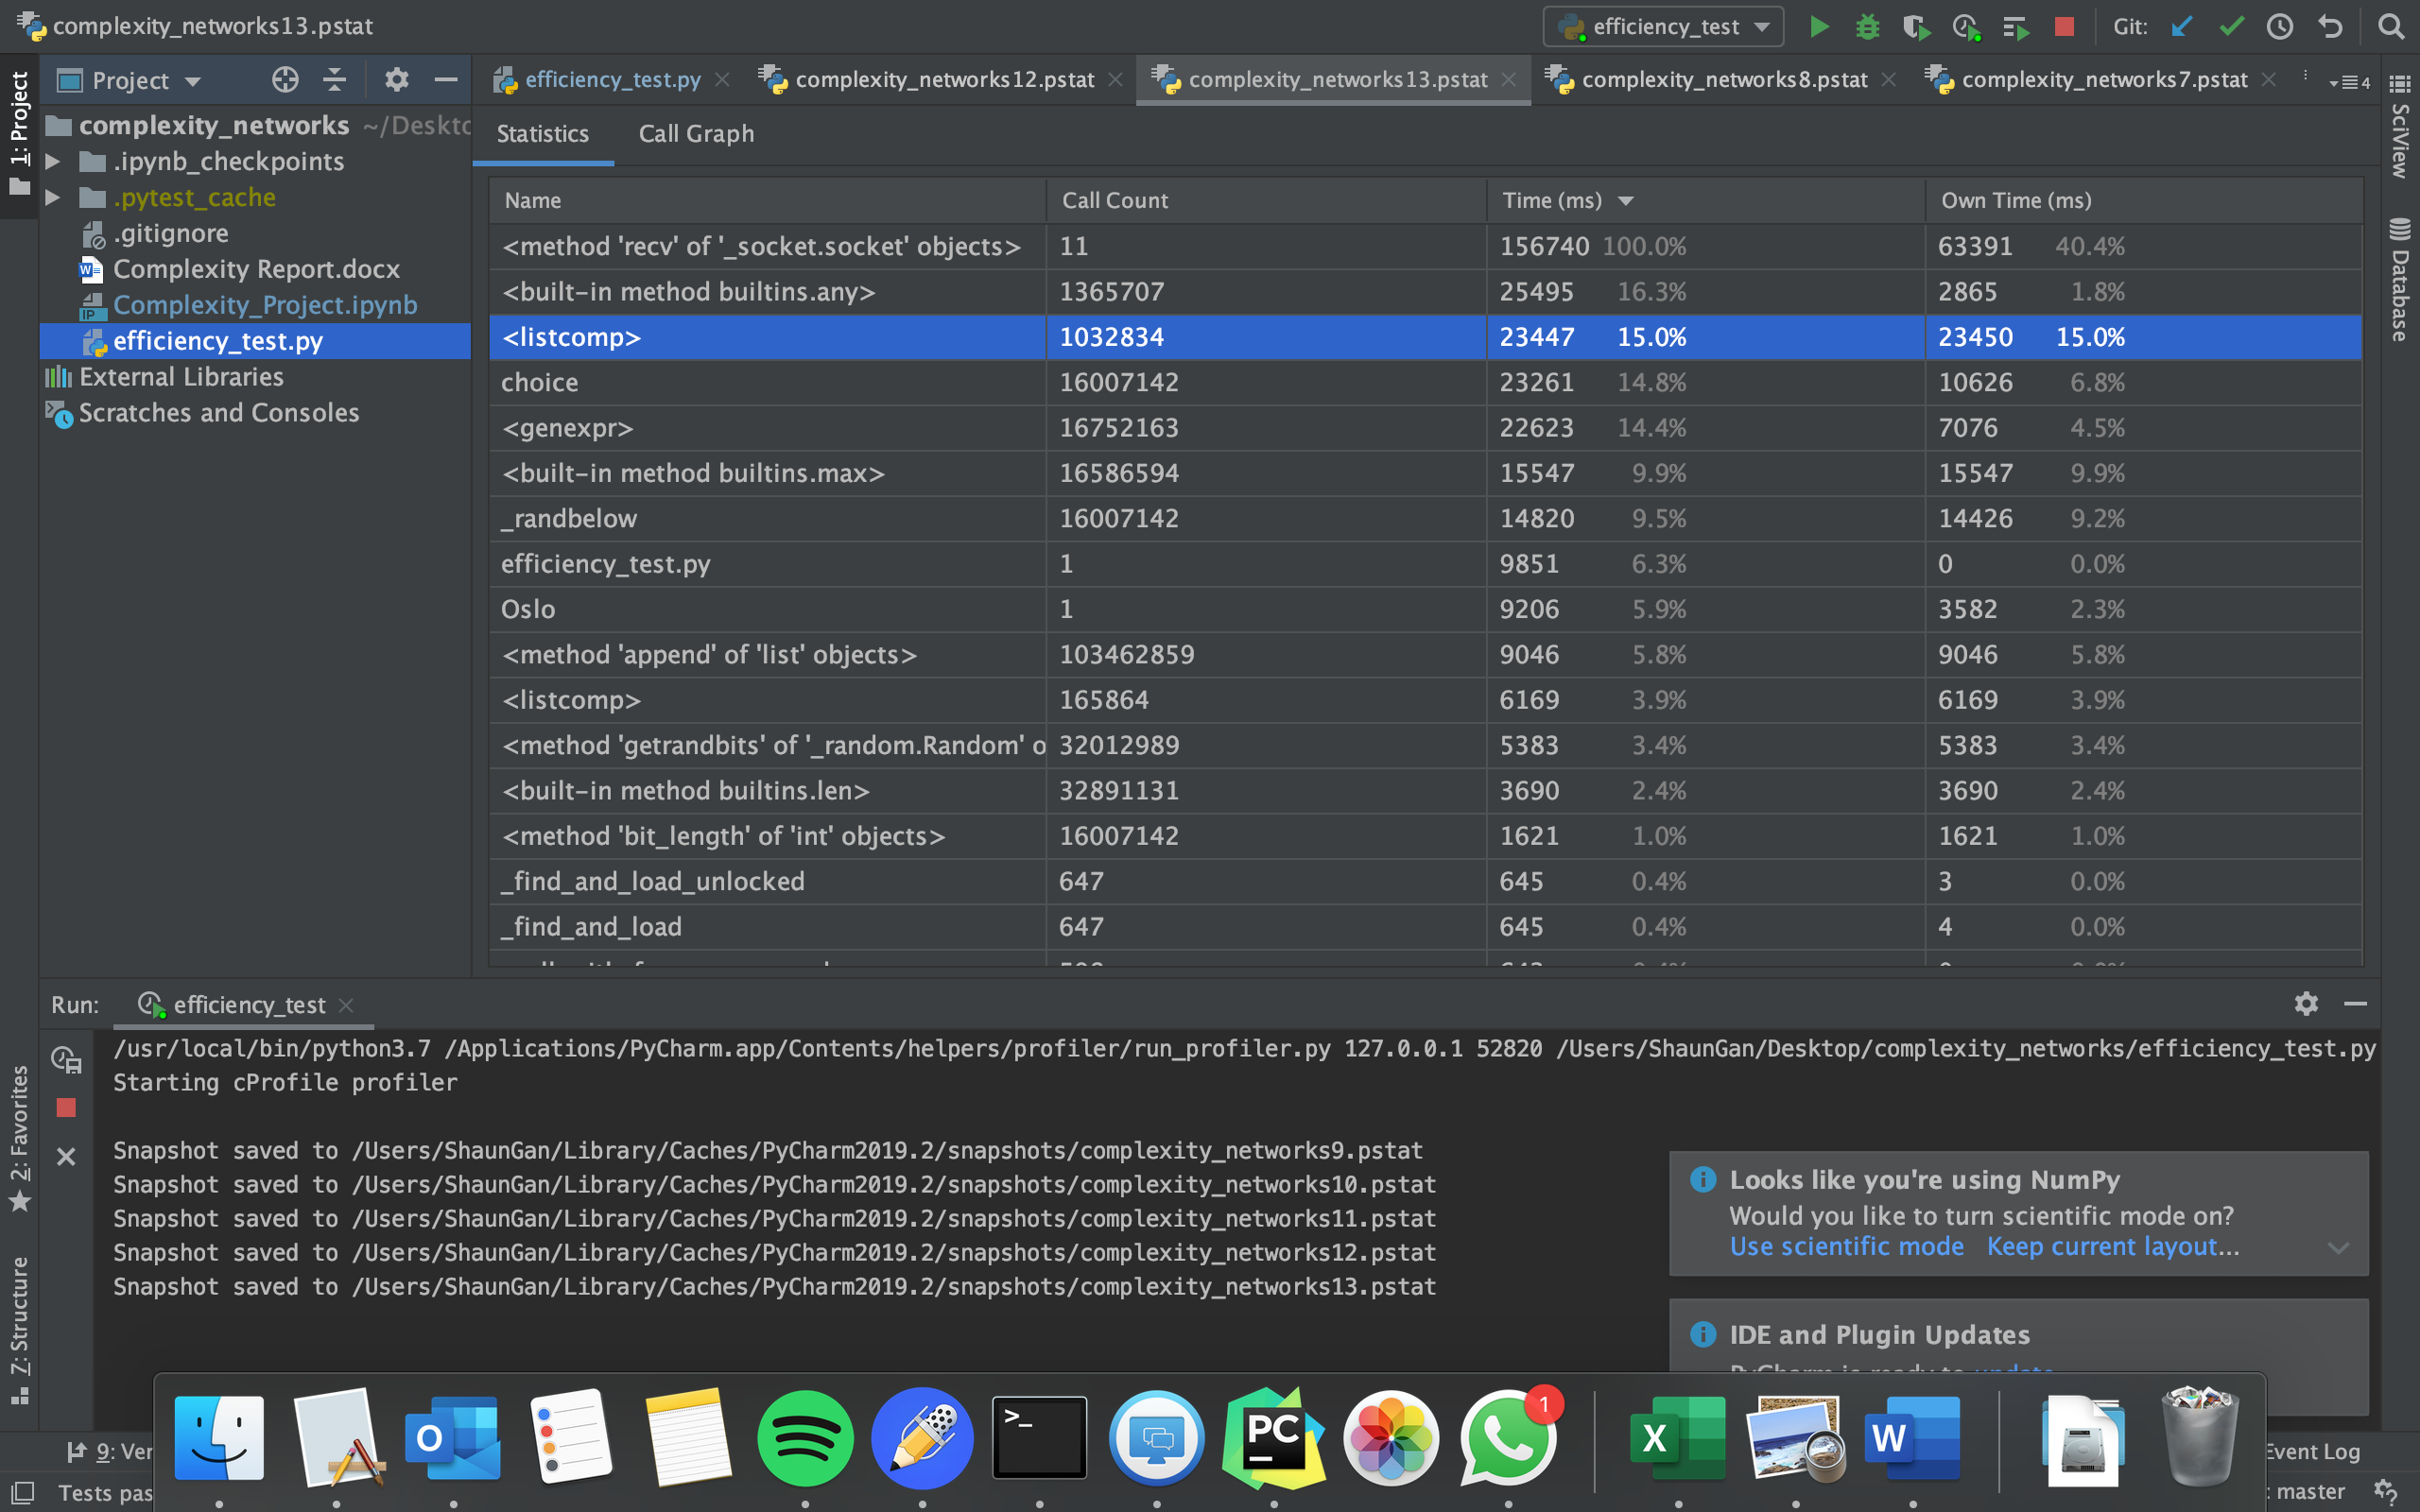 complexity_networks13.pstat
efficiency_test
Git:
1: Project
Project
efficiency_test.py
complexity_networks12.pstat
complexity_networks13.pstat
complexity_networks8.pstat
complexity_networks7.pstat
4
SciView
Database
complexity_networks ~/Deskto
.ipynb_checkpoints
.pytest_cache
.gitignore
Complexity Report.docx
Complexity_Project.ipynb
efficiency_test.py
External Libraries
Scratches and Consoles
Statistics Call Graph
Name Call Count Time (ms) Own Time (ms)
<method 'recv' of '_socket.socket' objects> 11 156740 100.0% 63391 40.4%
<built-in method builtins.any> 1365707 25495 16.3% 2865 1.8%
<listcomp> 1032834 23447 15.0% 23450 15.0%
choice 16007142 23261 14.8% 10626 6.8%
<genexpr> 16752163 22623 14.4% 7076 4.5%
<built-in method builtins.max> 16586594 15547 9.9% 15547 9.9%
_randbelow 16007142 14820 9.5% 14426 9.2%
efficiency_test.py 1 9851 6.3% 0 0.0%
Oslo 1 9206 5.9% 3582 2.3%
<method 'append' of 'list' objects> 103462859 9046 5.8% 9046 5.8%
<listcomp> 165864 6169 3.9% 6169 3.9%
<method 'getrandbits' of '_random.Random' o 32012989 5383 3.4% 5383 3.4%
<built-in method builtins.len> 32891131 3690 2.4% 3690 2.4%
<method 'bit_length' of 'int' objects> 16007142 1621 1.0% 1621 1.0%
_find_and_load_unlocked 647 645 0.4% 3 0.0%
_find_and_load 647 645 0.4% 4 0.0%
Run: efficiency_test
/usr/local/bin/python3.7 /Applications/PyCharm.app/Contents/helpers/profiler/run_profiler.py 127.0.0.1 52820 /Users/ShaunGan/Desktop/complexity_networks/efficiency_test.py
Starting cProfile profiler
Snapshot saved to /Users/ShaunGan/Library/Caches/PyCharm2019.2/snapshots/complexity_networks9.pstat
Snapshot saved to /Users/ShaunGan/Library/Caches/PyCharm2019.2/snapshots/complexity_networks10.pstat
Snapshot saved to /Users/ShaunGan/Library/Caches/PyCharm2019.2/snapshots/complexity_networks11.pstat
Snapshot saved to /Users/ShaunGan/Library/Caches/PyCharm2019.2/snapshots/complexity_networks12.pstat
Snapshot saved to /Users/ShaunGan/Library/Caches/PyCharm2019.2/snapshots/complexity_networks13.pstat
2: Favorites
Z: Structure
Looks like you're using NumPy
Would you like to turn scientific mode on?
Use scientific mode Keep current layout...
IDE and Plugin Updates
PyCharm is ready to update
O
>_
PC
1
X
W
9: Ver
Event Log
Tests pas
: master